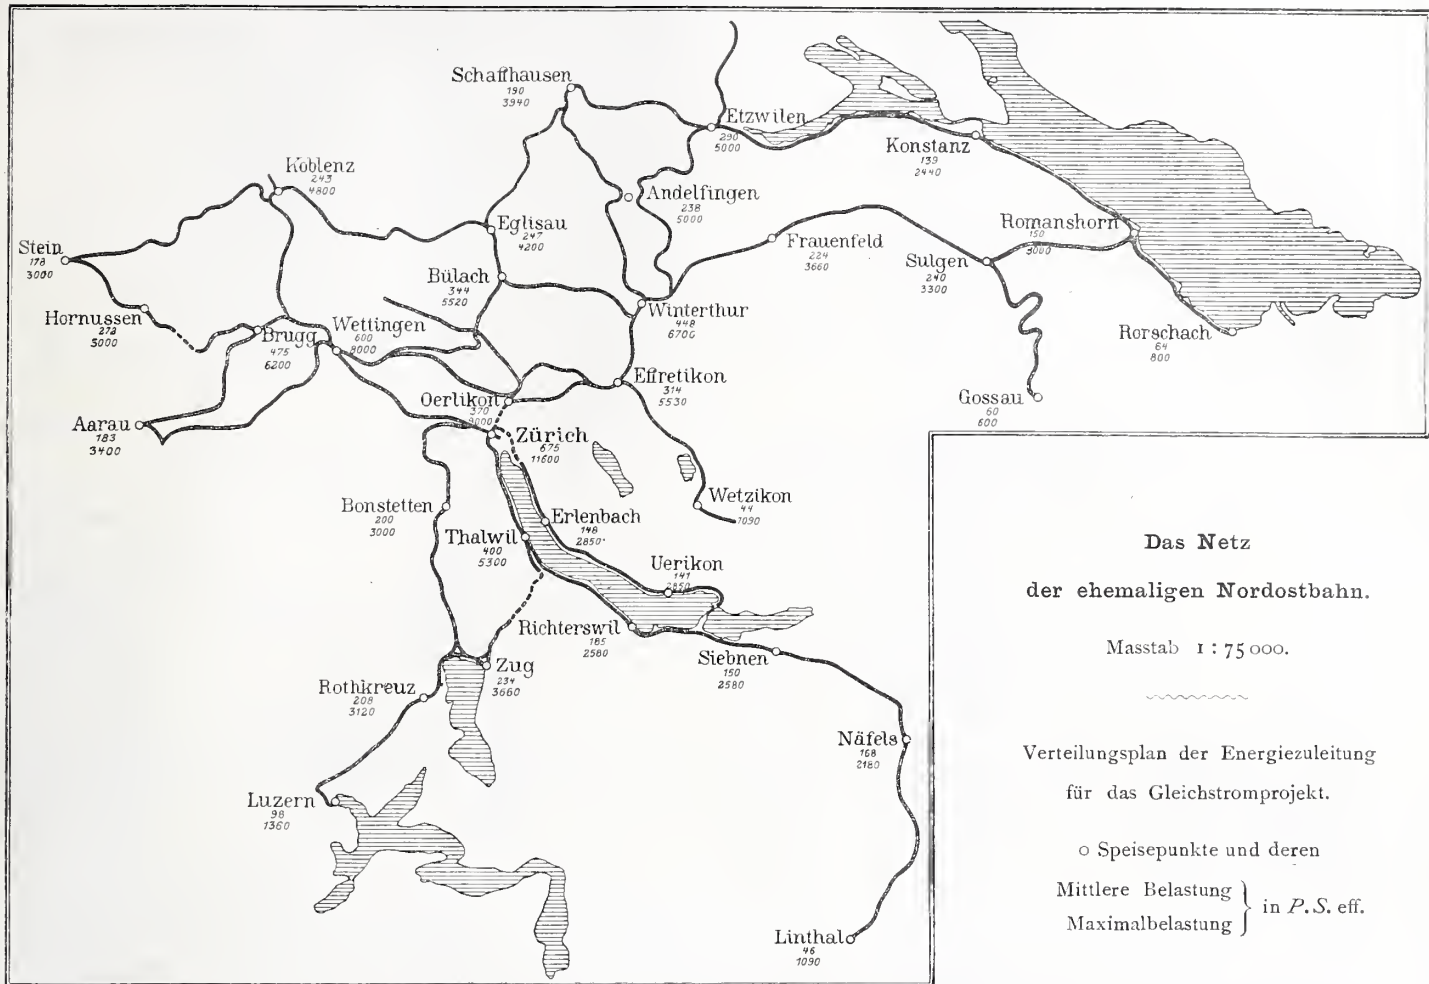 Schaffhausen
190
3940
Etzwilen
290
5000
Konstanz
139
2440
Koblenz
243
4800
Andelfingen
238
5000
Eglisau
247
4200
Romanshorn
150
3000
Stein
178
3000
Frauenfeld
224
3660
Sulgen
240
3300
Bülach
344
5520
Hornussen
5000
Brugg
475
6200
Wettingen
600
8000
Winterthur
448
6700
Rorschach
64
800
Effretikon
314
5530
Oerlikon
370
9000
Gossau
60
600
Aarau
183
3400
Zürich
675
11600
Wetzikon
44
1090
Bonstetten
200
3000
Erlenbach
148
2850
Thalwil
400
5300
Uerikon
141
2850
Richterswil
185
2580
Siebnen
150
2580
Zug
234
3660
Rothkreuz
208
3120
Näfels
168
2180
Luzern
98
1360
Linthal
46
1090
Das Netz
der ehemaligen Nordostbahn.
Masstab 1 : 75 000.
Verteilungsplan der Energiezuleitung
für das Gleichstromprojekt.
o Speisepunkte und deren
Mittlere Belastung
Maximalbelastung } in P.S. eff.